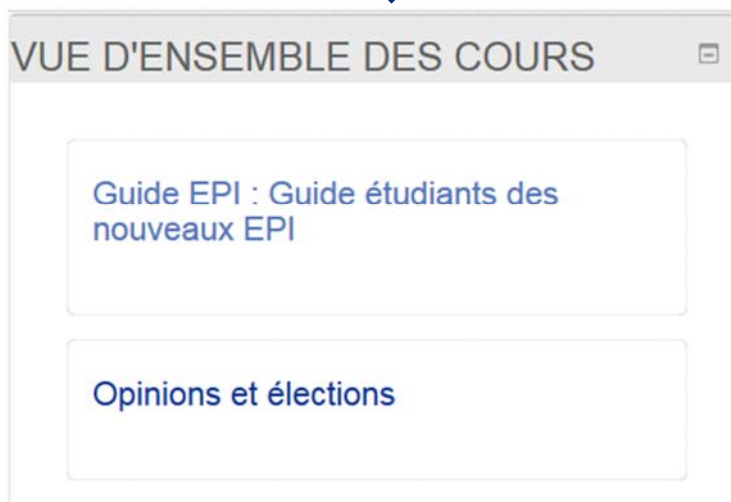 VUE D'ENSEMBLE DES COURS
Guide EPI : Guide étudiants des
nouveaux EPI
Opinions et élections